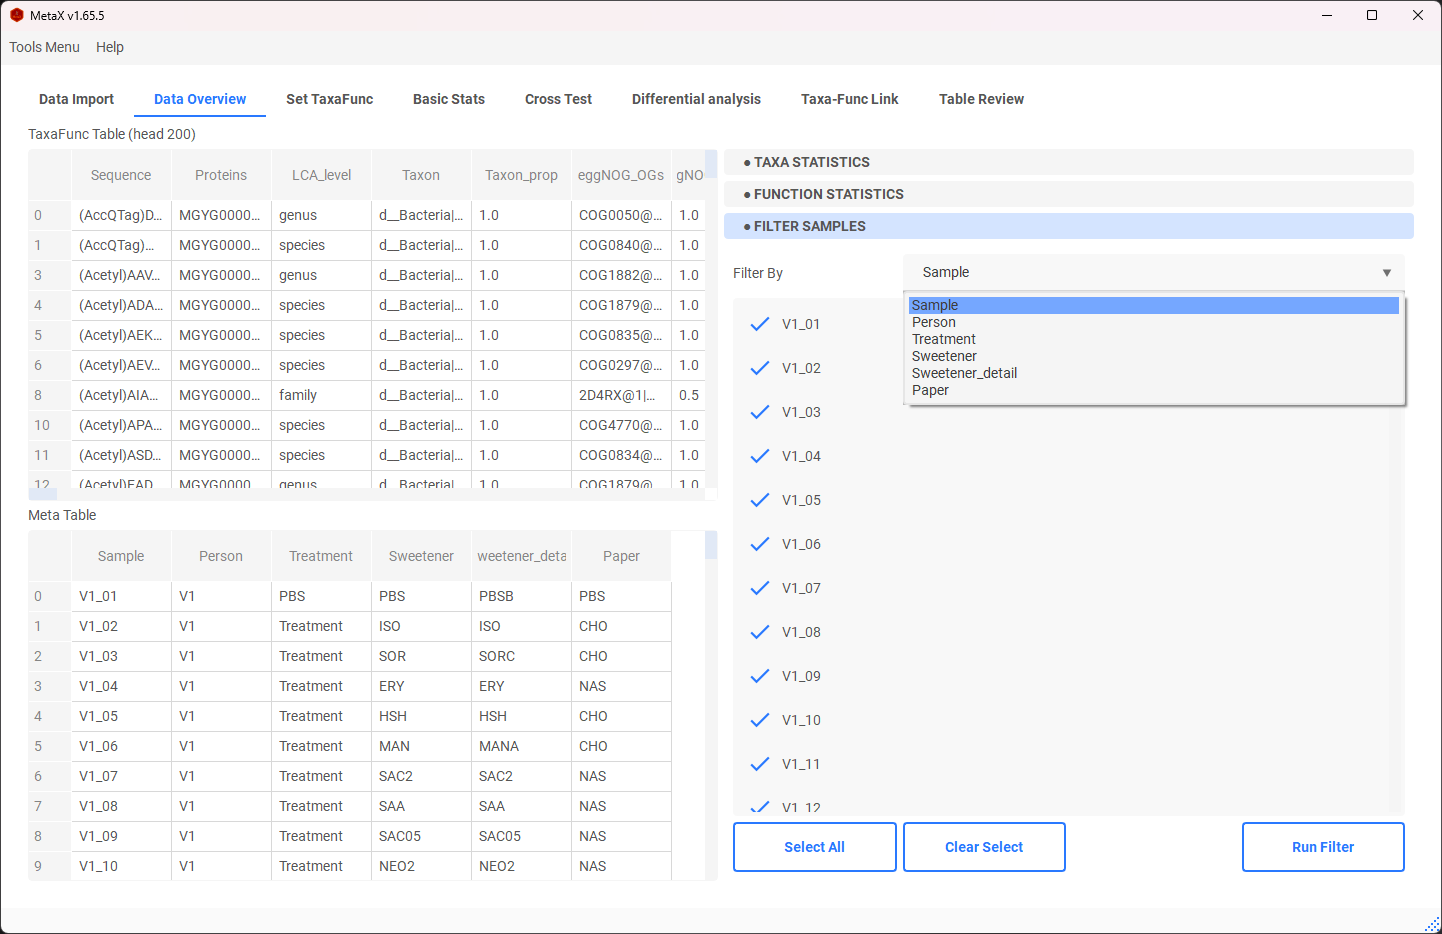 MetaX v1.65.5
Tools Menu Help
Data Import Data Overview Set TaxaFunc Basic Stats Cross Test Differential analysis Taxa-Func Link Table Review
TaxaFunc Table (head 200)
Sequence Proteins LCA_level Taxon Taxon_prop eggNOG_OGs gNO
0 (AccQTag)D... MGYG0000... genus d__Bacteria|... 1.0 COG0050@... 1.0
1 (AccQTag)... MGYG0000... species d__Bacteria|... 1.0 COG0840@... 1.0
3 (Acetyl)AAV... MGYG0000... genus d__Bacteria|... 1.0 COG1882@... 1.0
4 (Acetyl)ADA... MGYG0000... species d__Bacteria|... 1.0 COG1879@... 1.0
5 (Acetyl)AEK... MGYG0000... species d__Bacteria|... 1.0 COG0835@... 1.0
6 (Acetyl)AEV... MGYG0000... species d__Bacteria|... 1.0 COG0297@... 1.0
8 (Acetyl)AIA... MGYG0000... family d__Bacteria|... 1.0 2D4RX@1|... 0.5
10 (Acetyl)APA... MGYG0000... species d__Bacteria|... 1.0 COG4770@... 1.0
11 (Acetyl)ASD... MGYG0000... species d__Bacteria|... 1.0 COG0834@... 1.0
12 (Acetyl)EAD... MGYG0000... genus d__Bacteria|... 1.0 COG1879@... 1.0
Meta Table
Sample Person Treatment Sweetener weetener_deta Paper
0 V1_01 V1 PBS PBS PBSB PBS
1 V1_02 V1 Treatment ISO ISO CHO
2 V1_03 V1 Treatment SOR SORC CHO
3 V1_04 V1 Treatment ERY ERY NAS
4 V1_05 V1 Treatment HSH HSH CHO
5 V1_06 V1 Treatment MAN MANA CHO
6 V1_07 V1 Treatment SAC2 SAC2 NAS
7 V1_08 V1 Treatment SAA SAA NAS
8 V1_09 V1 Treatment SAC05 SAC05 NAS
9 V1_10 V1 Treatment NEO2 NEO2 NAS
● TAXA STATISTICS
● FUNCTION STATISTICS
● FILTER SAMPLES
Filter By Sample
Sample
Person
Treatment
Sweetener
Sweetener_detail
Paper
V1_01
V1_02
V1_03
V1_04
V1_05
V1_06
V1_07
V1_08
V1_09
V1_10
V1_11
V1_12
Select All Clear Select Run Filter